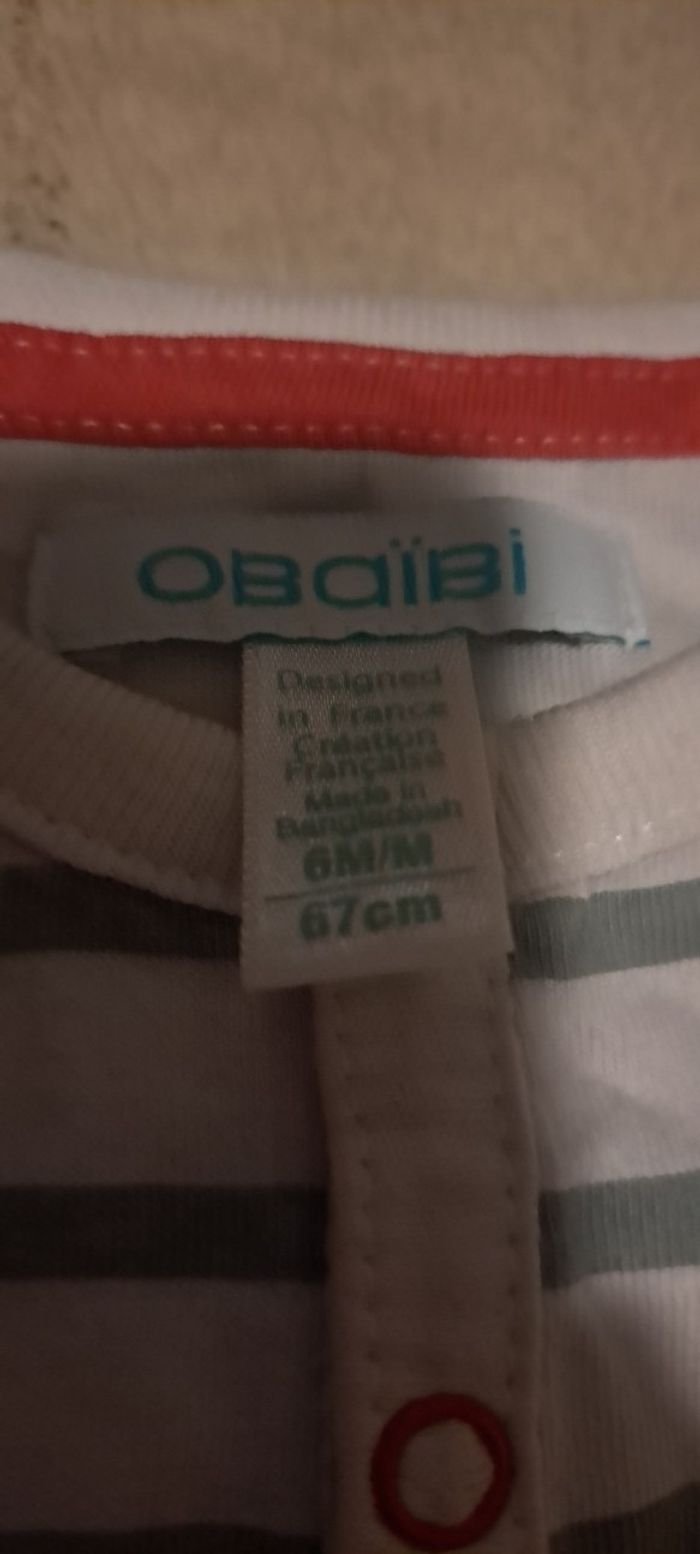 OBaïBi
Designed
in France
Création
Française
Made in
Bangladesh
6M/M
67cm